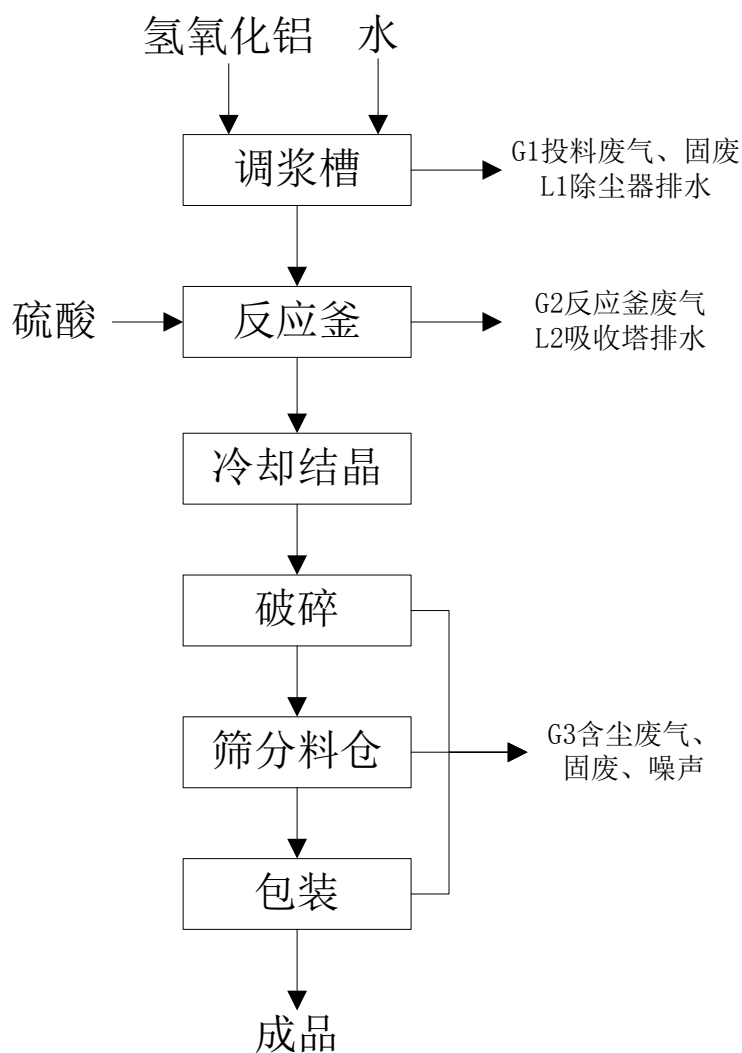 氢氧化铝
水
调浆槽
G1投料废气、固废
L1除尘器排水
硫酸
反应釜
G2反应釜废气
L2吸收塔排水
冷却结晶
破碎
筛分料仓
G3含尘废气、
固废、噪声
包装
成品